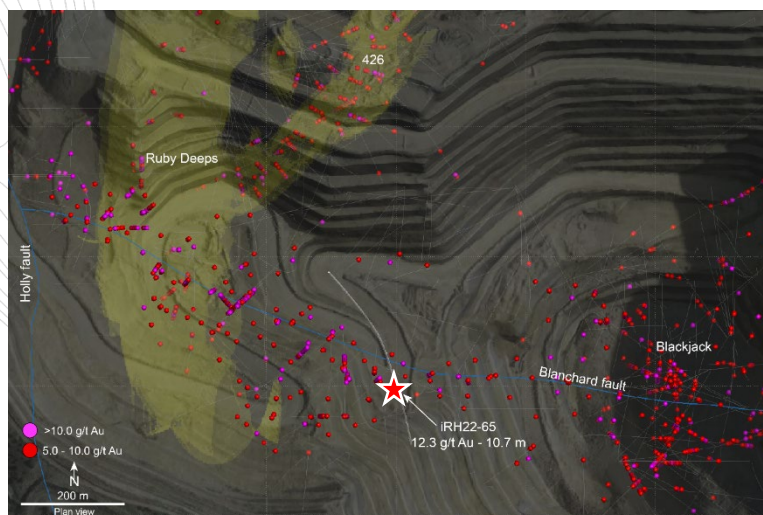 426
Ruby Deeps
Holly fault
Blackjack
Blanchard fault
iRH22-65
12.3 g/t Au - 10.7 m
>10.0 g/t Au
5.0 - 10.0 g/t Au
N
200 m
Plan view